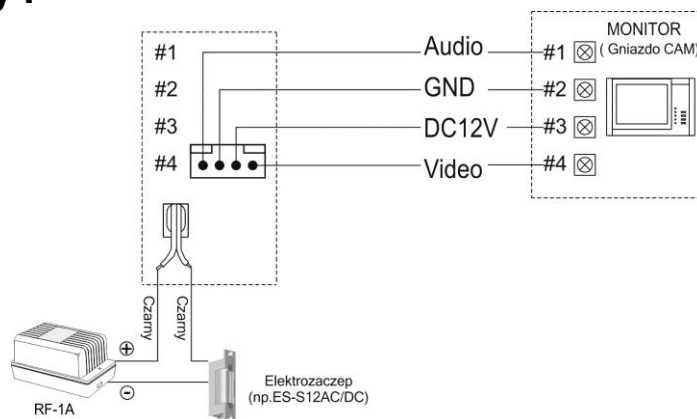 MONITOR
( Gniazdo CAM)
#1 Audio #1
#2 GND #2
#3 DC12V #3
#4 Video #4
Czarny Czarny
RF-1A
Elektrozaczep
(np.ES-S12AC/DC)